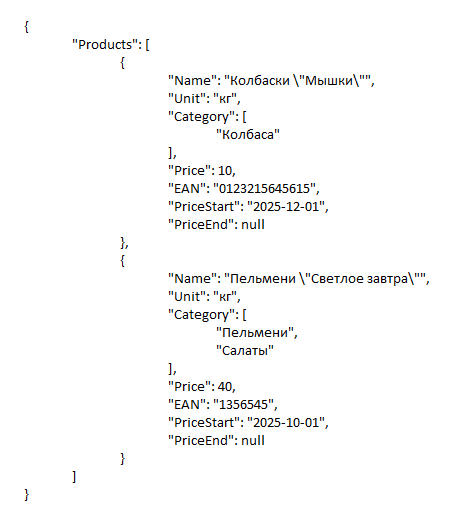 {
"Products": [
{
"Name": "Колбаски \"Мышки\"",
"Unit": "кг",
"Category": [
"Колбаса"
],
"Price": 10,
"EAN": "0123215645615",
"PriceStart": "2025-12-01",
"PriceEnd": null
},
{
"Name": "Пельмени \"Светлое завтра\"",
"Unit": "кг",
"Category": [
"Пельмени",
"Салаты"
],
"Price": 40,
"EAN": "1356545",
"PriceStart": "2025-10-01",
"PriceEnd": null
}
]
}